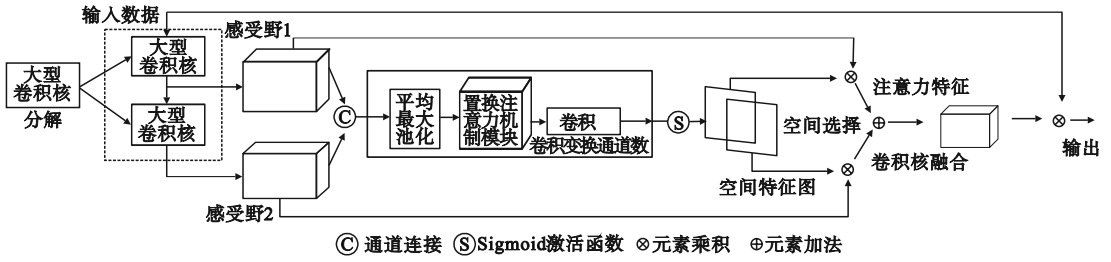 输入数据
大型
卷积核
分解
大型
卷积核
大型
卷积核
感受野1
感受野2
C
平均
最大
池化
置换注
意力机
制模块
卷积
卷积变换通道数
S
空间特征图
空间选择
注意力特征
卷积核融合
输出
C 通道连接 S Sigmoid激活函数 ⊗元素乘积 ⊕元素加法